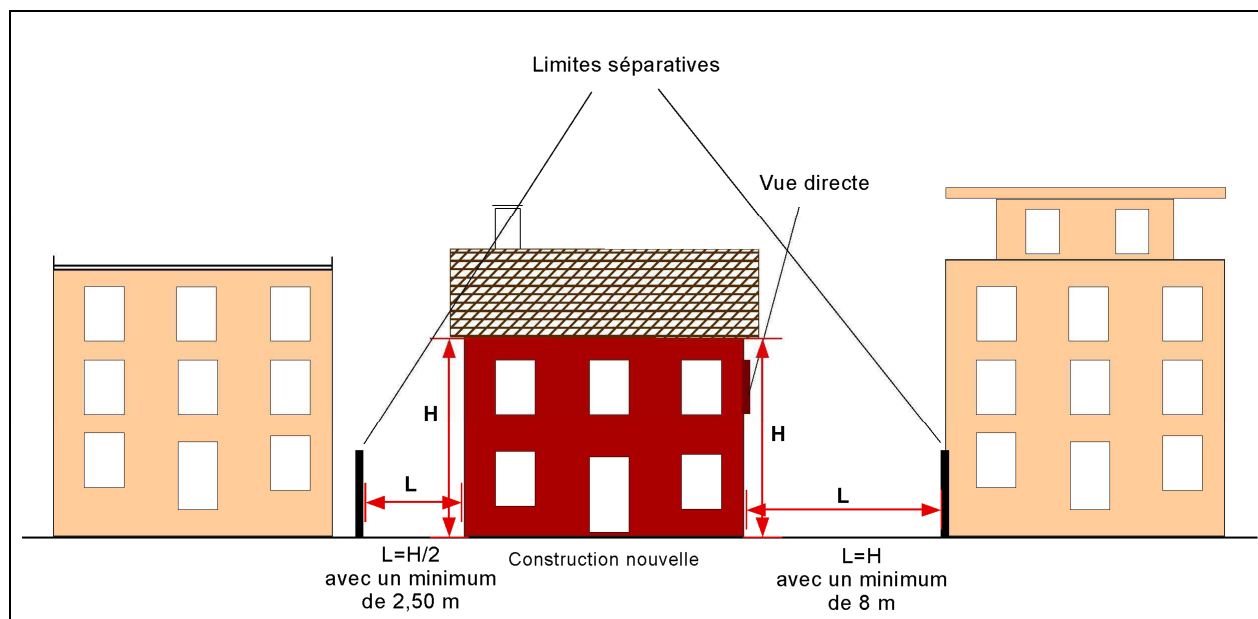 Limites séparatives
Vue directe
H
H
L
L
L=H/2
avec un minimum
de 2,50 m
Construction nouvelle
L=H
avec un minimum
de 8 m